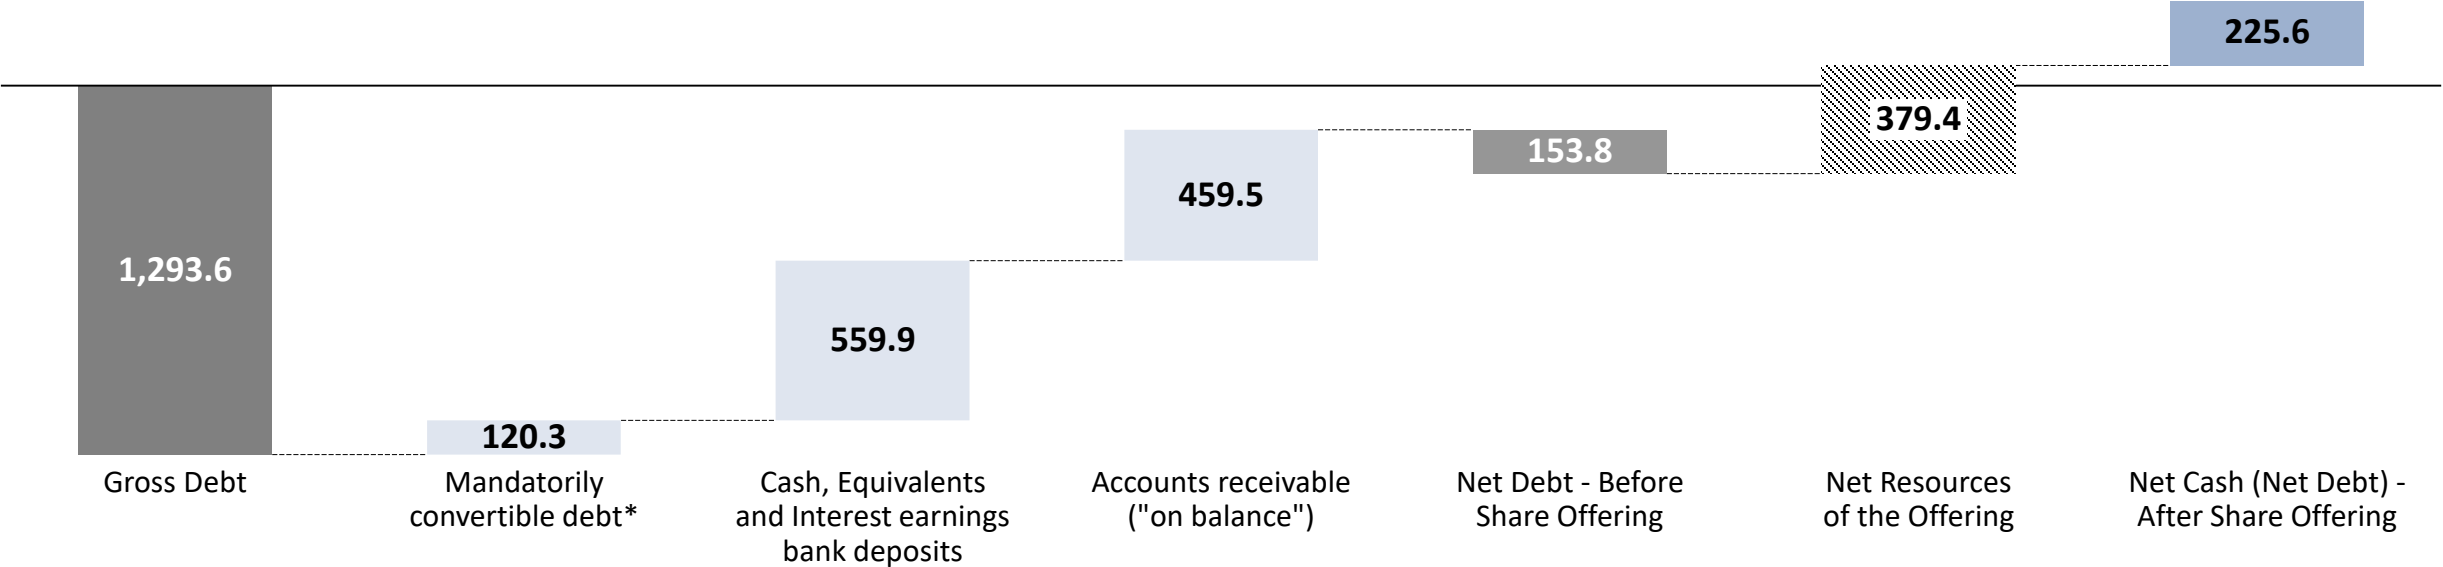 225.6
379.4
153.8
459.5
1,293.6
559.9
120.3
Gross Debt
Mandatorily
convertible debt*
Cash, Equivalents
and Interest earnings
bank deposits
Accounts receivable
("on balance")
Net Debt - Before
Share Offering
Net Resources
of the Offering
Net Cash (Net Debt) -
After Share Offering